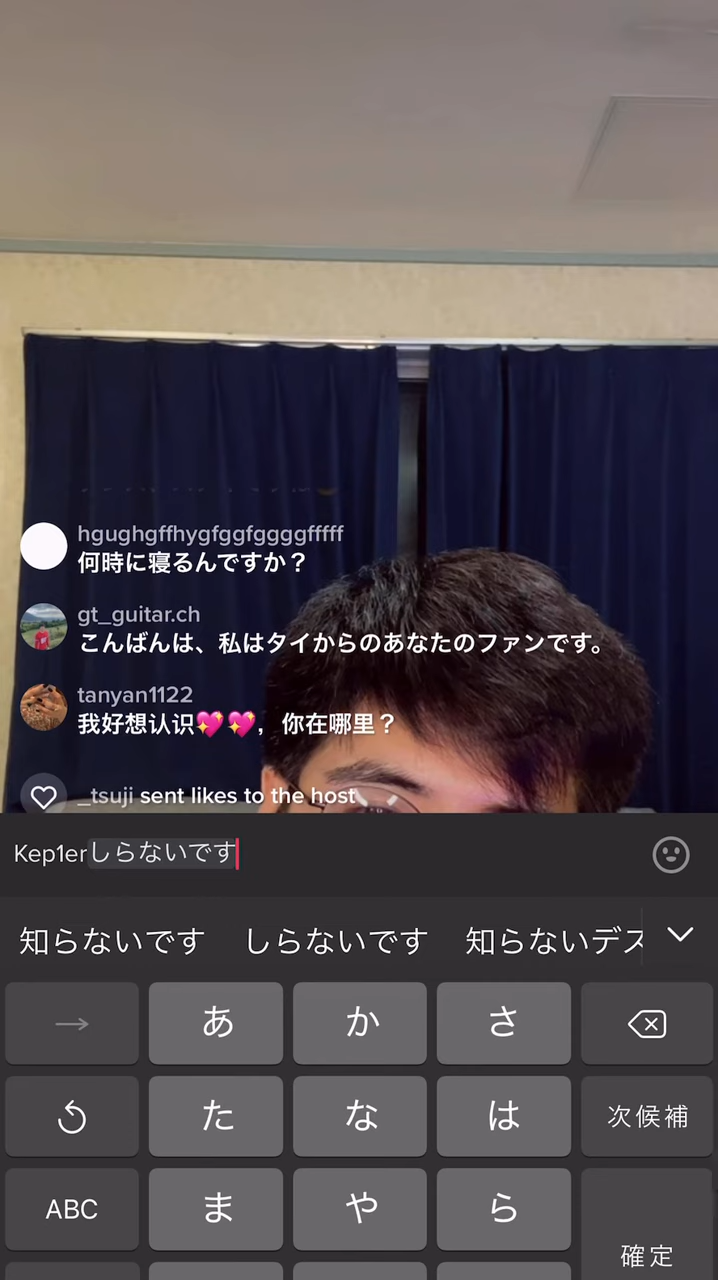 hgughgffhygfggfggggfffff
何時に寝るんですか？
gt_guitar.ch
こんばんは、私はタイからのあなたのファンです。
tanyan1122
我好想认识💖💖，你在哪里？
_tsuji sent likes to the host
Kep1erしらないです
知らないです しらないです 知らないデス
→ あ か さ
た な は 次候補
ABC ま や ら
確定